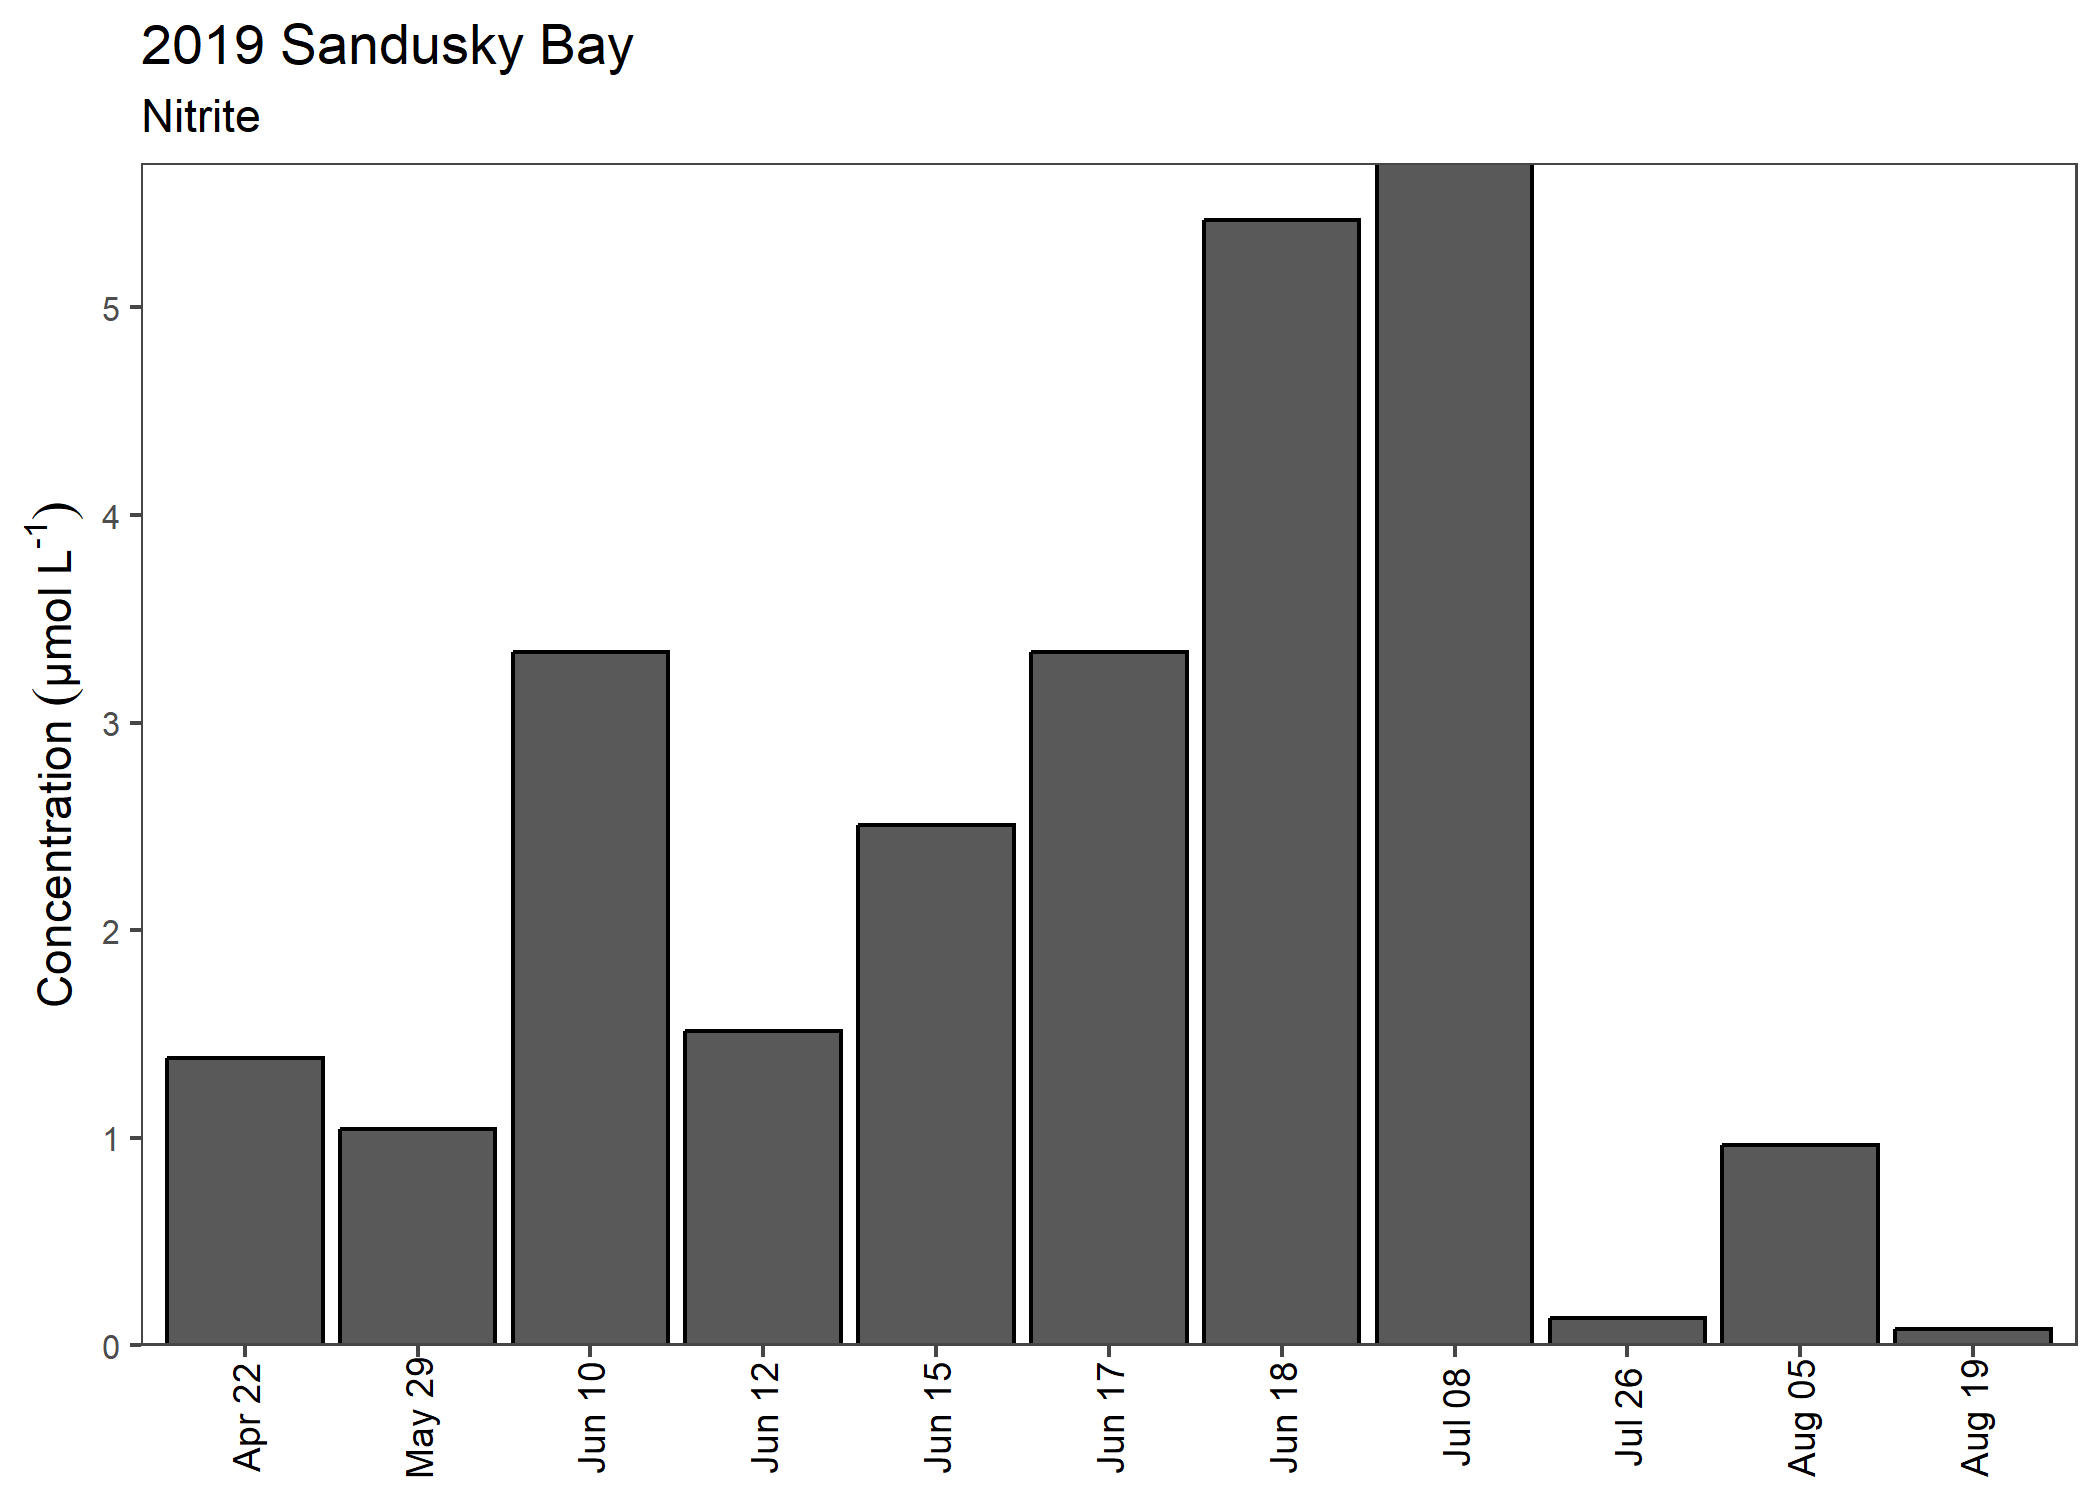 2019 Sandusky Bay
Nitrite
Concentration (μmol L⁻¹)
5
4
3
2
1
0
Apr 22
May 29
Jun 10
Jun 12
Jun 15
Jun 17
Jun 18
Jul 08
Jul 26
Aug 05
Aug 19